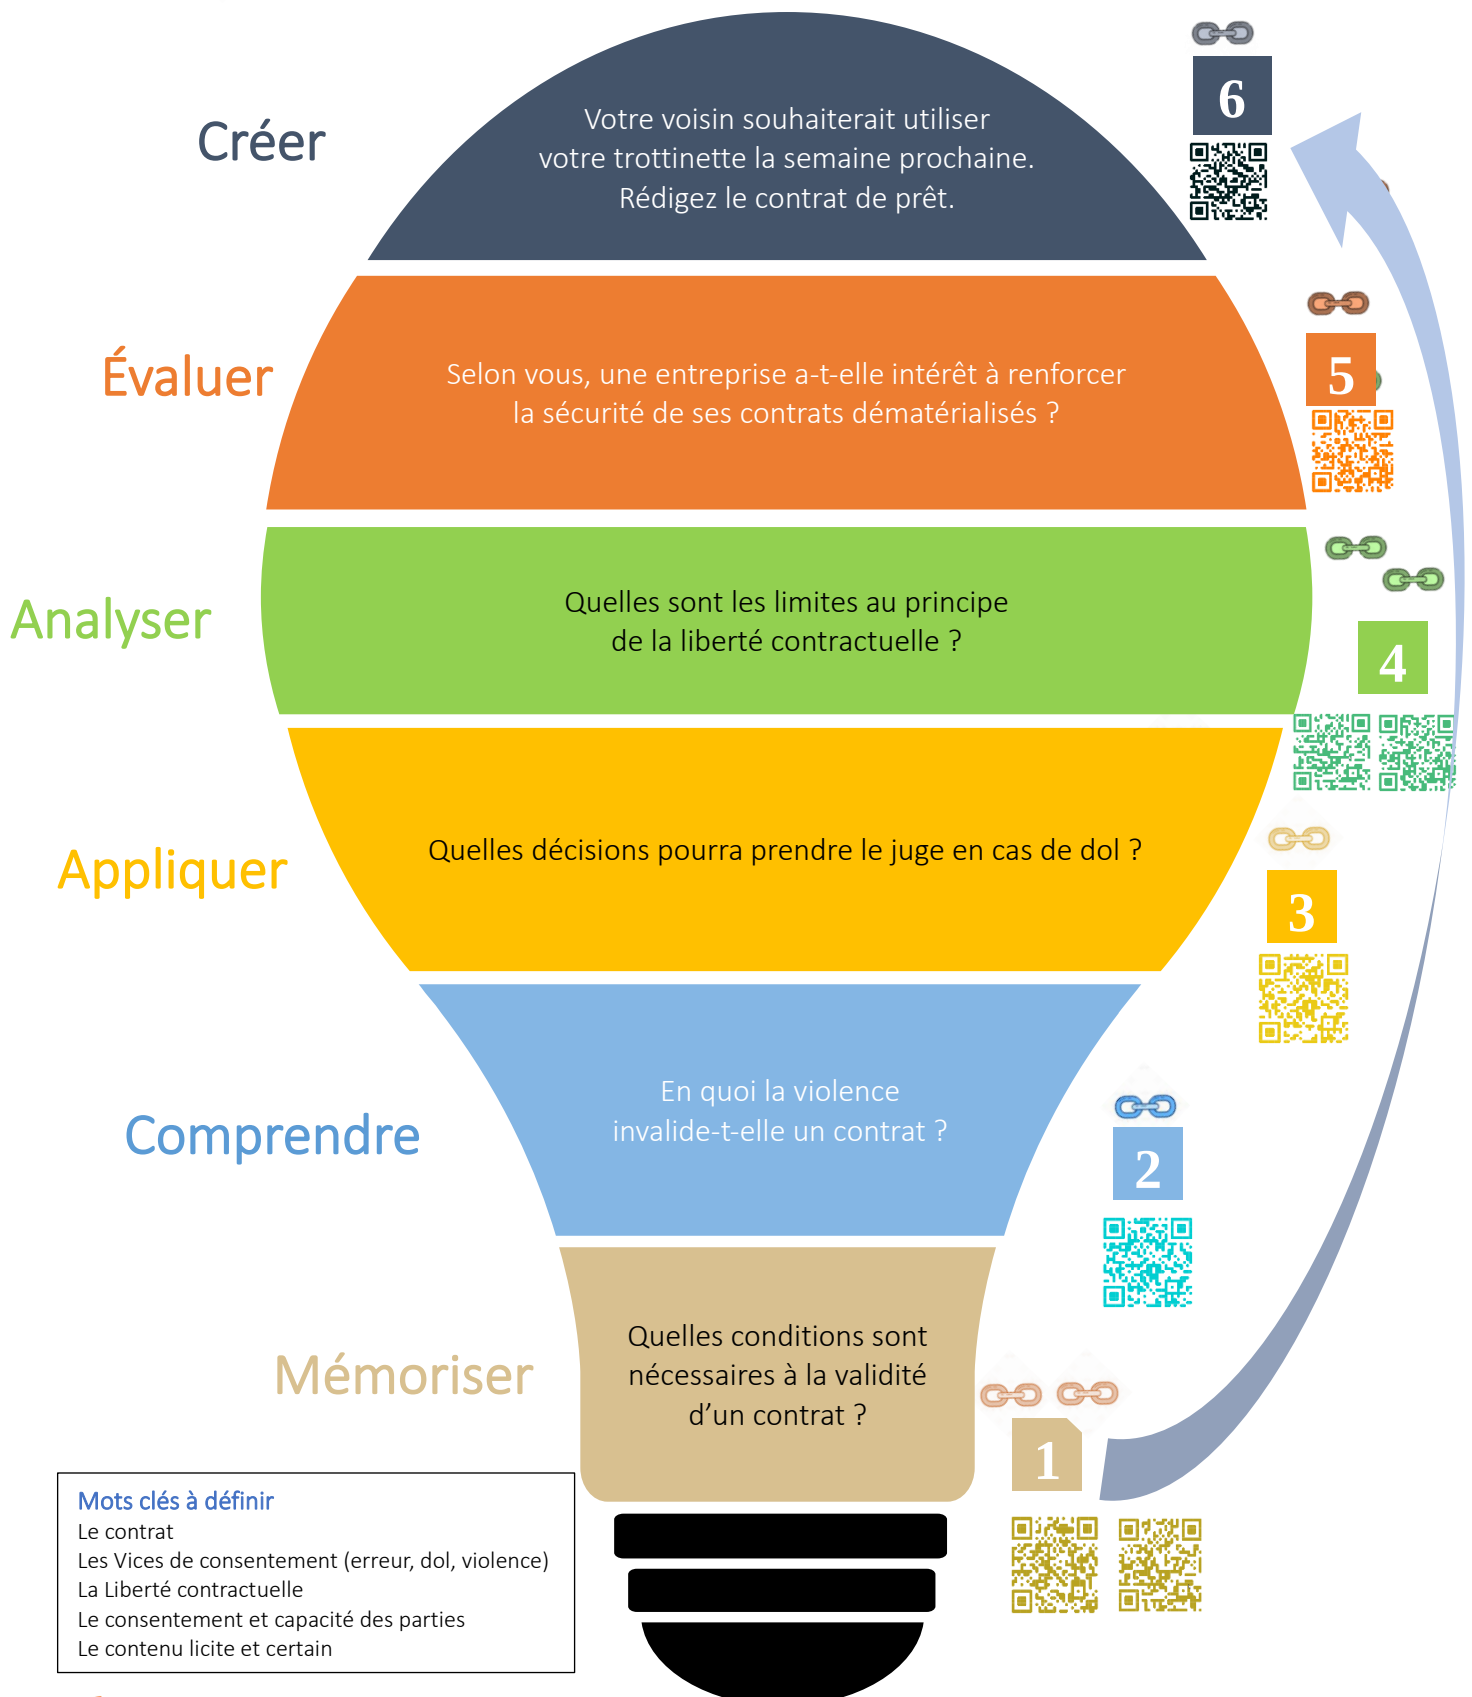 Créer
Votre voisin souhaiterait utiliser
votre trottinette la semaine prochaine.
Rédigez le contrat de prêt.
6
Évaluer
Selon vous, une entreprise a-t-elle intérêt à renforcer
la sécurité de ses contrats dématérialisés ?
5
Analyser
Quelles sont les limites au principe
de la liberté contractuelle ?
4
Appliquer
Quelles décisions pourra prendre le juge en cas de dol ?
3
Comprendre
En quoi la violence
invalide-t-elle un contrat ?
2
Mémoriser
Quelles conditions sont
nécessaires à la validité
d’un contrat ?
1
Mots clés à définir
Le contrat
Les Vices de consentement (erreur, dol, violence)
La Liberté contractuelle
Le consentement et capacité des parties
Le contenu licite et certain